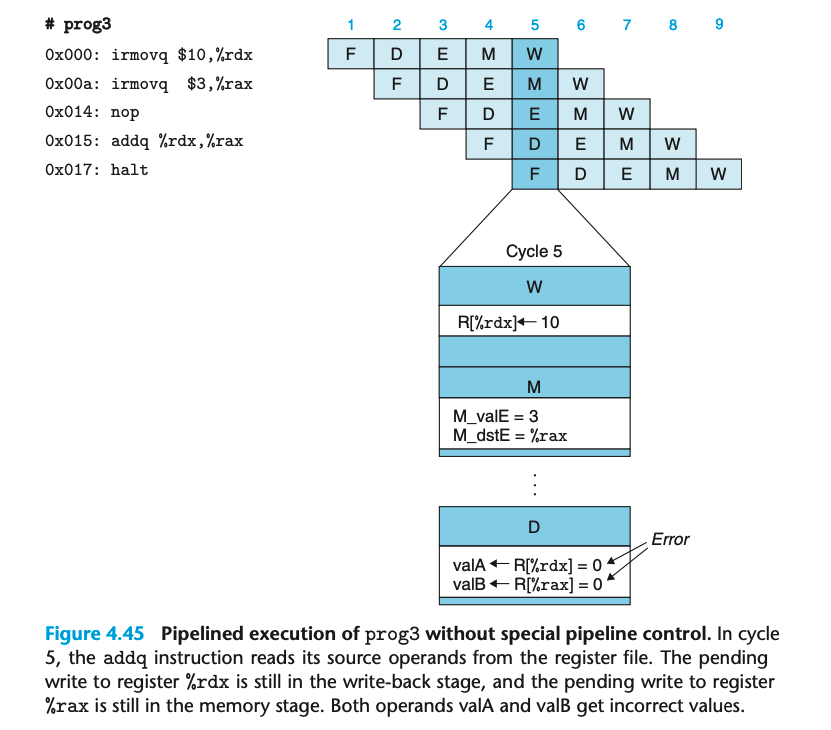 # prog3
1 2 3 4 5 6 7 8 9
0x000: irmovq $10,%rdx F D E M W
0x00a: irmovq  $3,%rax F D E M W
0x014: nop F D E M W
0x015: addq %rdx,%rax F D E M W
0x017: halt F D E M W
Cycle 5
W
R[%rdx]← 10
M
M_valE = 3
M_dstE = %rax
⋮
D
Error
valA ← R[%rdx] = 0
valB ← R[%rax] = 0
Figure 4.45 Pipelined execution of prog3 without special pipeline control. In cycle
5, the addq instruction reads its source operands from the register file. The pending
write to register %rdx is still in the write-back stage, and the pending write to register
%rax is still in the memory stage. Both operands valA and valB get incorrect values.